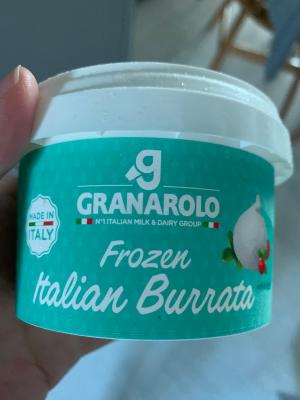 GRANAROLO
N°1 ITALIAN MILK & DAIRY GROUP
MADE IN
ITALY
Frozen
Italian Burrata